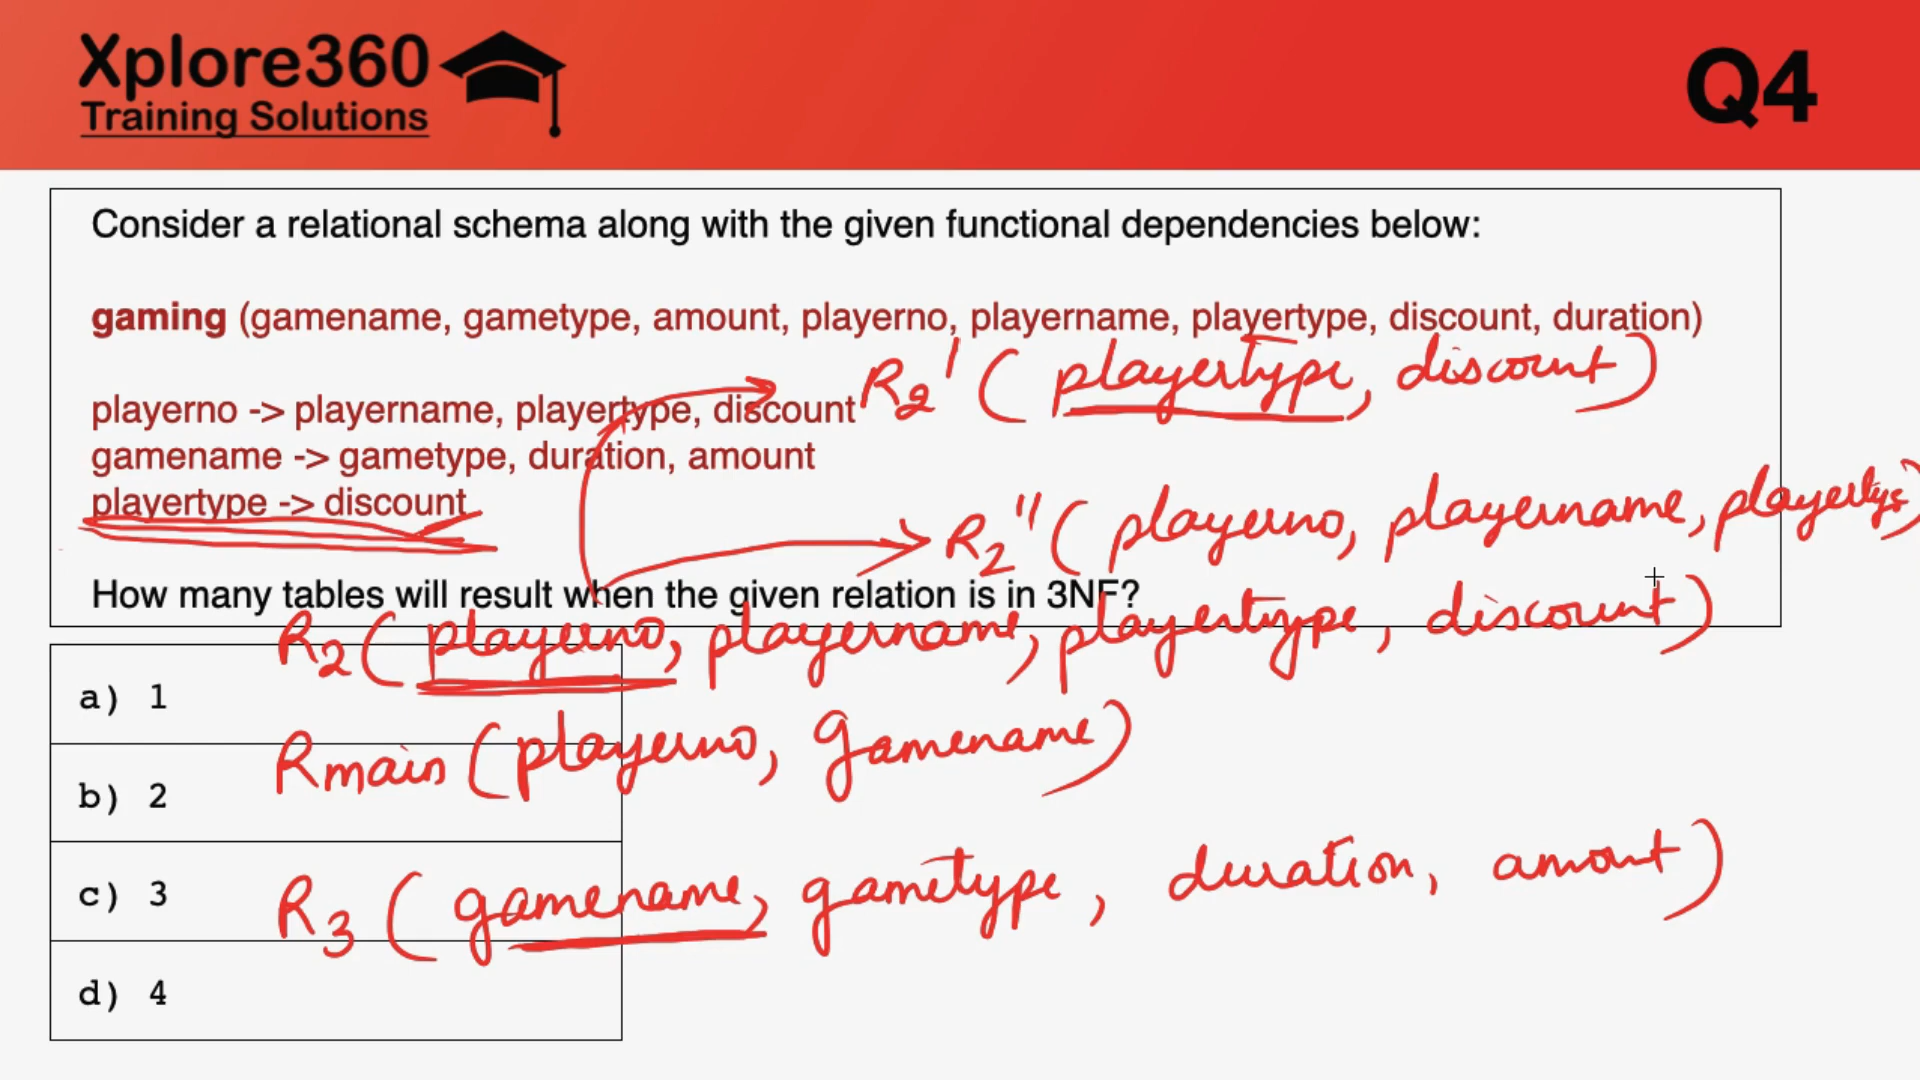 Xplore360
Training Solutions
Q4
Consider a relational schema along with the given functional dependencies below:
gaming (gamename, gametype, amount, playerno, playername, playertype, discount, duration)
R2' (playertype, discount)
playerno -> playername, playertype, discount
gamename -> gametype, duration, amount
playertype -> discount
R2'' (playerno, playername, playertype)
How many tables will result when the given relation is in 3NF?
R2 (playerno, playername, playertype, discount)
a) 1
Rmain (playerno, gamename)
b) 2
R3 (gamename, gametype, duration, amount)
c) 3
d) 4